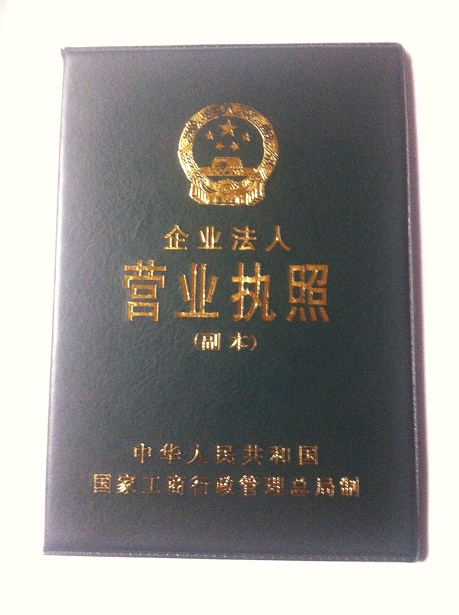 企业法人
营业执照
(副本)
中华人民共和国
国家工商行政管理总局制